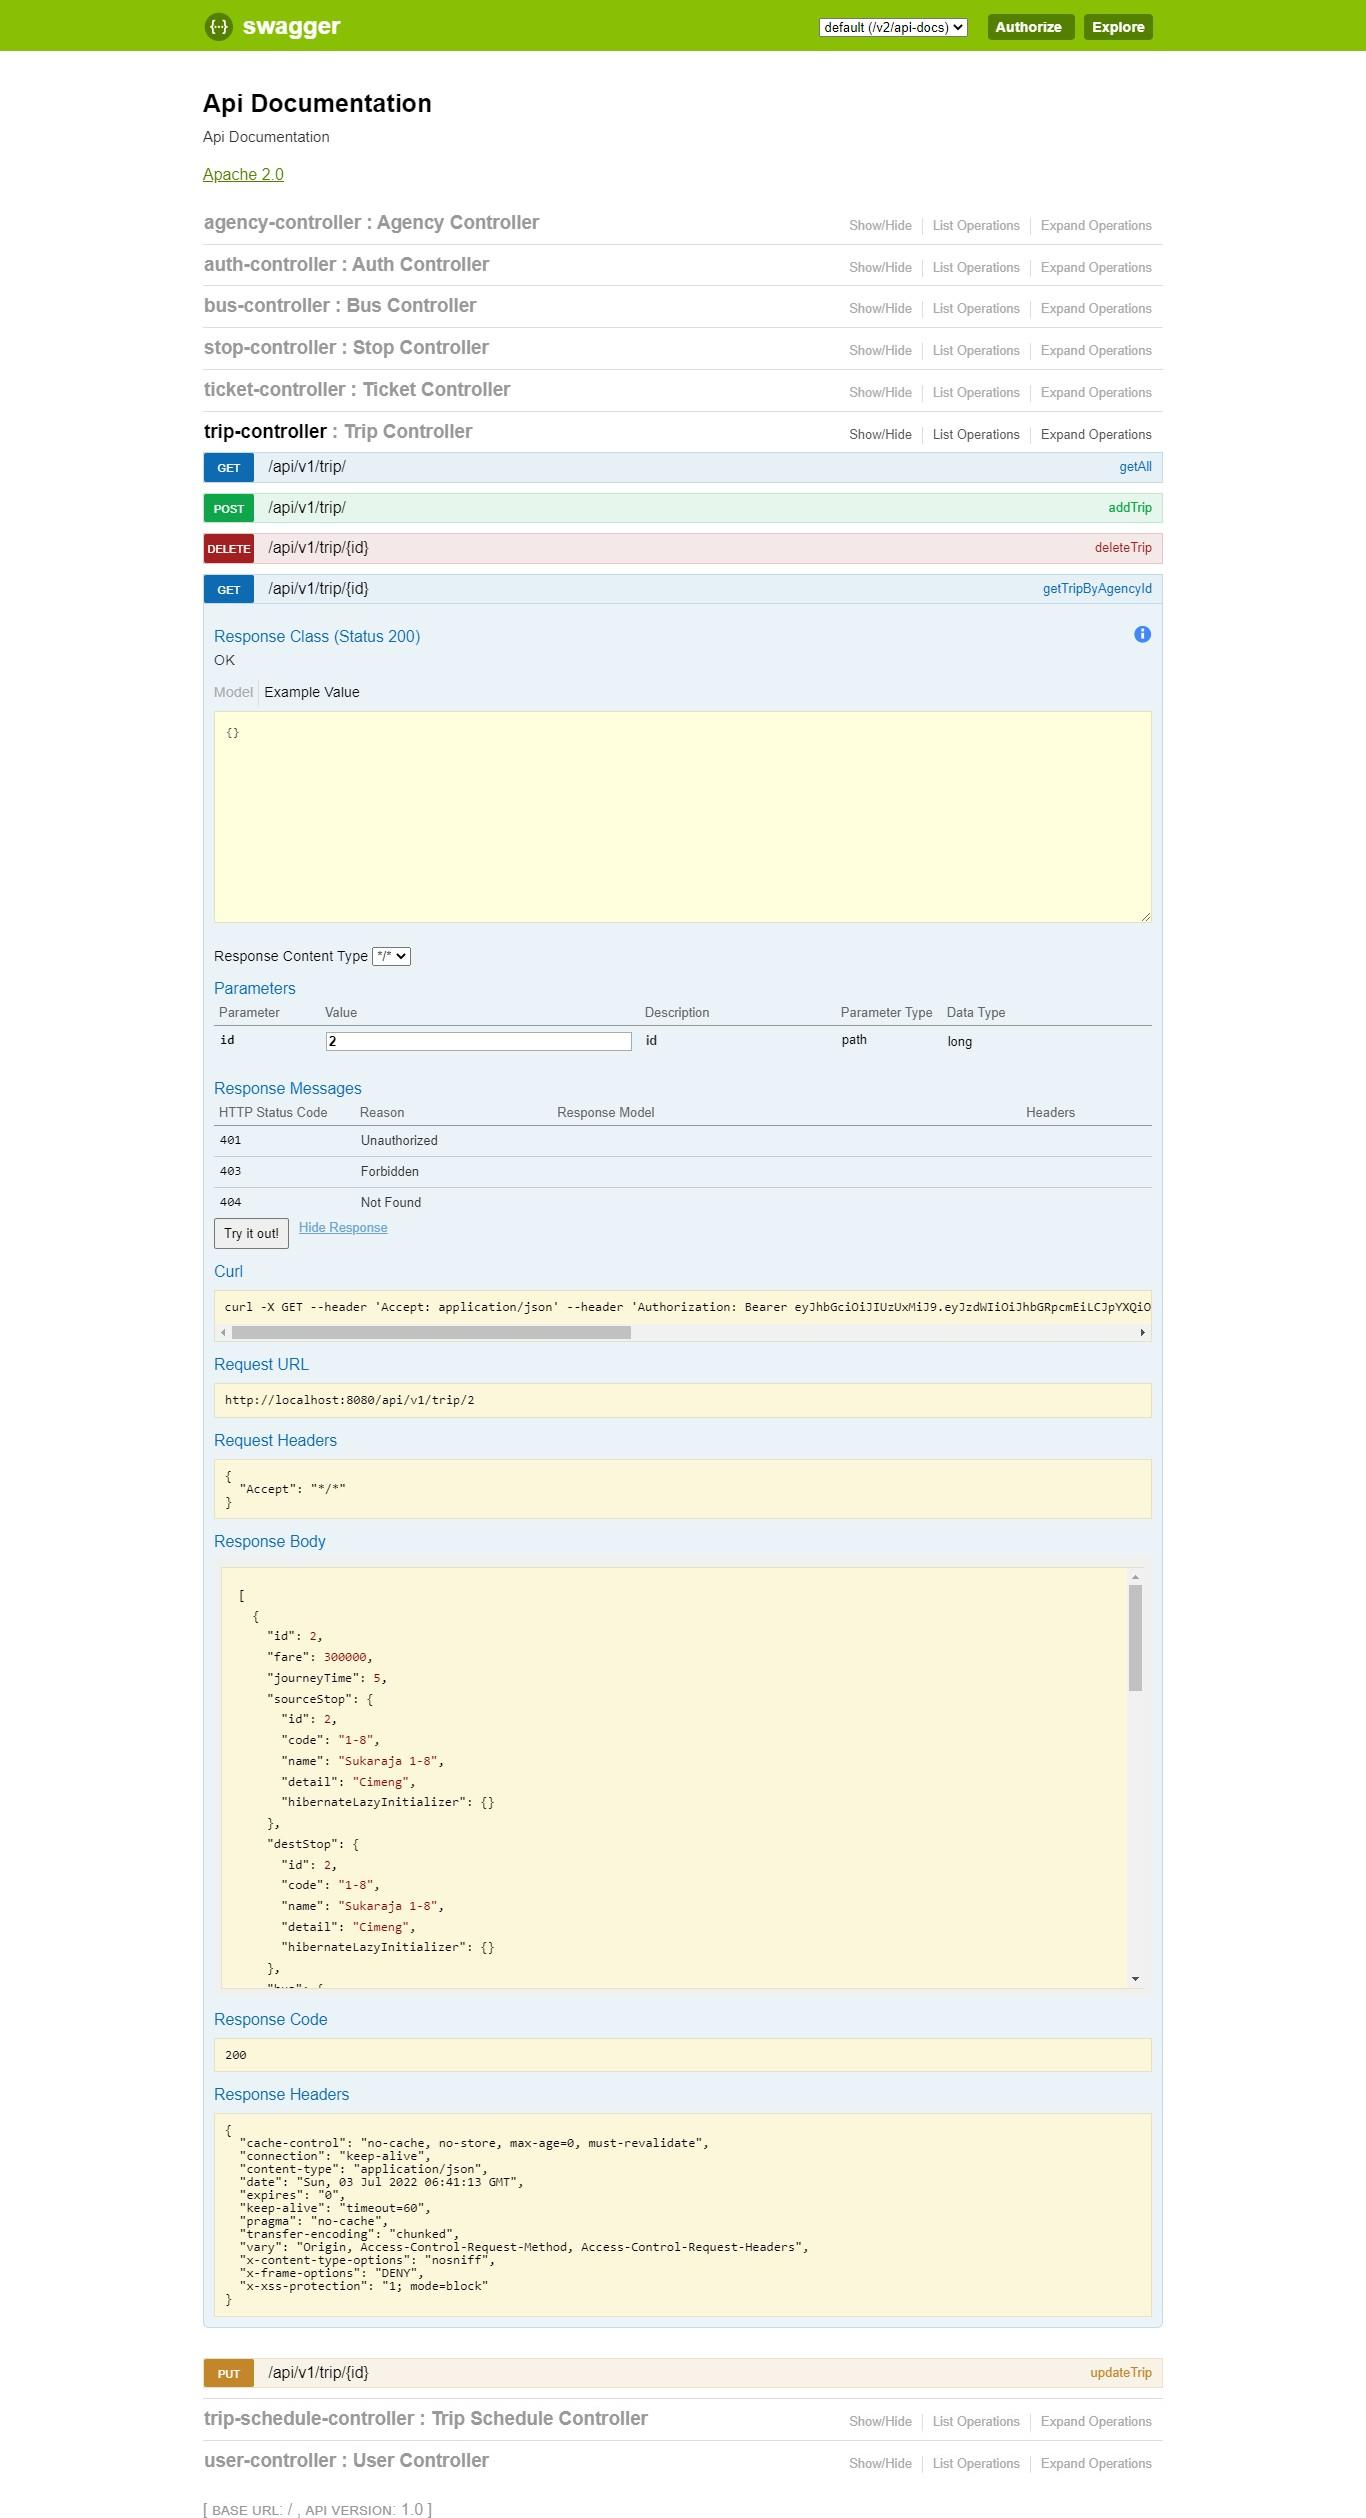 swagger
default (/v2/api-docs)
Authorize
Explore
Api Documentation
Api Documentation
Apache 2.0
agency-controller : Agency Controller
Show/Hide
List Operations
Expand Operations
auth-controller : Auth Controller
Show/Hide
List Operations
Expand Operations
bus-controller : Bus Controller
Show/Hide
List Operations
Expand Operations
stop-controller : Stop Controller
Show/Hide
List Operations
Expand Operations
ticket-controller : Ticket Controller
Show/Hide
List Operations
Expand Operations
trip-controller : Trip Controller
Show/Hide
List Operations
Expand Operations
GET /api/v1/trip/ getAll
POST /api/v1/trip/ addTrip
DELETE /api/v1/trip/{id} deleteTrip
GET /api/v1/trip/{id} getTripByAgencyId
Response Class (Status 200)
OK
Model Example Value
{}
Response Content Type */*
Parameters
Parameter Value Description Parameter Type Data Type
id 2 id path long
Response Messages
HTTP Status Code Reason Response Model Headers
401 Unauthorized
403 Forbidden
404 Not Found
Try it out! Hide Response
Curl
curl -X GET --header 'Accept: application/json' --header 'Authorization: Bearer eyJhbGciOiJIUzUxMiJ9.eyJzdWIiOiJhbGRpcmEiLCJpYXQiO
Request URL
http://localhost:8080/api/v1/trip/2
Request Headers
{
"Accept": "*/*"
}
Response Body
[
{
"id": 2,
"fare": 300000,
"journeyTime": 5,
"sourceStop": {
"id": 2,
"code": "1-8",
"name": "Sukaraja 1-8",
"detail": "Cimeng",
"hibernateLazyInitializer": {}
},
"destStop": {
"id": 2,
"code": "1-8",
"name": "Sukaraja 1-8",
"detail": "Cimeng",
"hibernateLazyInitializer": {}
},
Response Code
200
Response Headers
{
"cache-control": "no-cache, no-store, max-age=0, must-revalidate",
"connection": "keep-alive",
"content-type": "application/json",
"date": "Sun, 03 Jul 2022 06:41:13 GMT",
"expires": "0",
"keep-alive": "timeout=60",
"pragma": "no-cache",
"transfer-encoding": "chunked",
"vary": "Origin, Access-Control-Request-Method, Access-Control-Request-Headers",
"x-content-type-options": "nosniff",
"x-frame-options": "DENY",
"x-xss-protection": "1; mode=block"
}
PUT /api/v1/trip/{id} updateTrip
trip-schedule-controller : Trip Schedule Controller
Show/Hide
List Operations
Expand Operations
user-controller : User Controller
Show/Hide
List Operations
Expand Operations
[ BASE URL: / , API VERSION: 1.0 ]